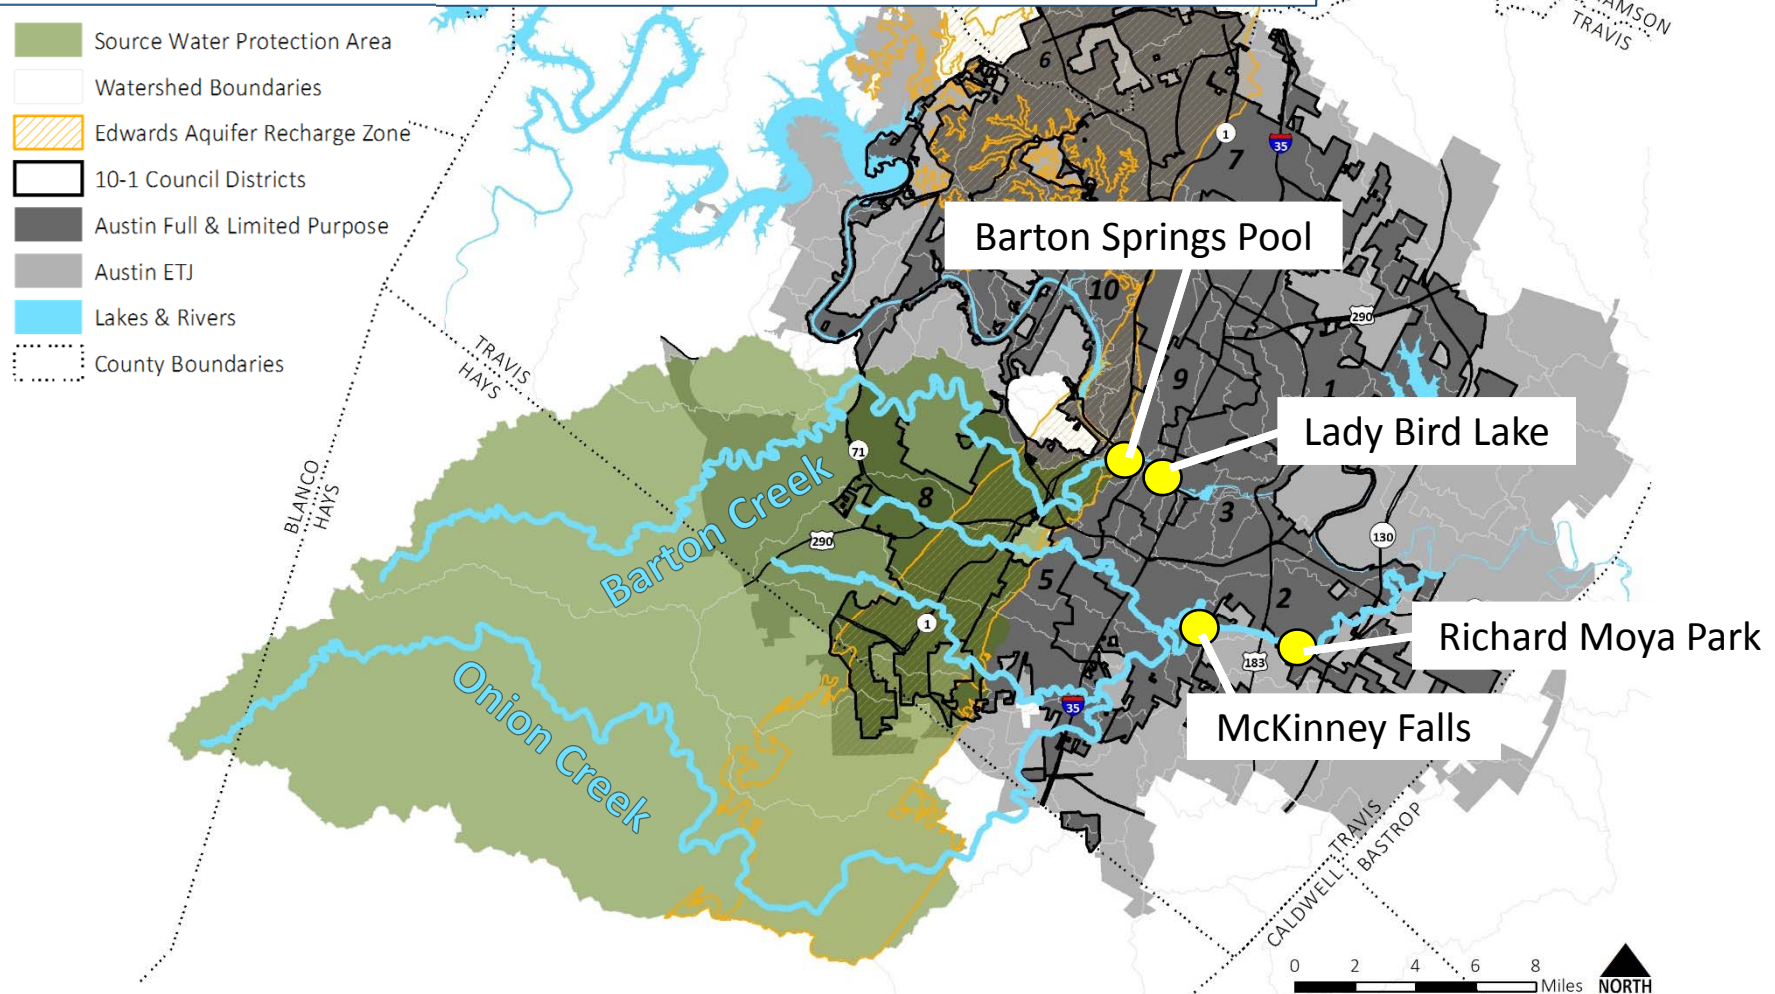 Source Water Protection Area
Watershed Boundaries
Edwards Aquifer Recharge Zone
10-1 Council Districts
Austin Full & Limited Purpose
Austin ETJ
Lakes & Rivers
County Boundaries
AMSON
TRAVIS
6
1
7
35
Barton Springs Pool
10
290
TRAVIS
HAYS
9
1
Lady Bird Lake
71
BLANCO
HAYS
Barton Creek
8
3
290
130
5
2
1
Richard Moya Park
183
Onion Creek
35
McKinney Falls
TRAVIS
BASTROP
CALDWELL
0 2 4 6 8
Miles
NORTH